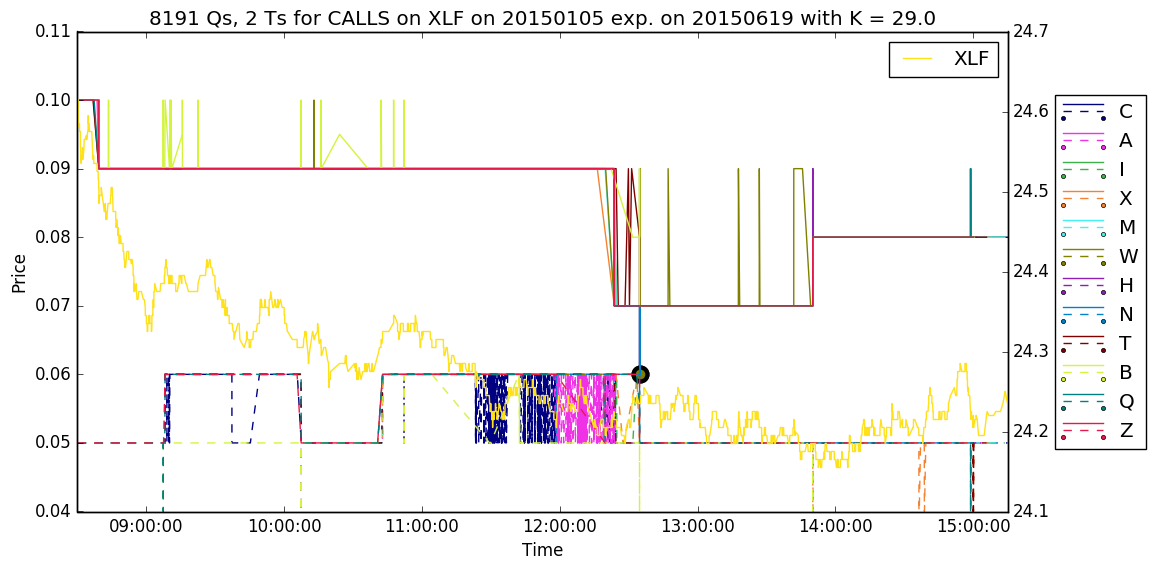 8191 Qs, 2 Ts for CALLS on XLF on 20150105 exp. on 20150619 with K = 29.0
0.11
0.10
0.09
0.08
0.07
0.06
0.05
0.04
Price
09:00:00 10:00:00 11:00:00 12:00:00 13:00:00 14:00:00 15:00:00
Time
24.7
24.6
24.5
24.4
24.3
24.2
24.1
XLF
C
A
I
X
M
W
H
N
T
B
Q
Z